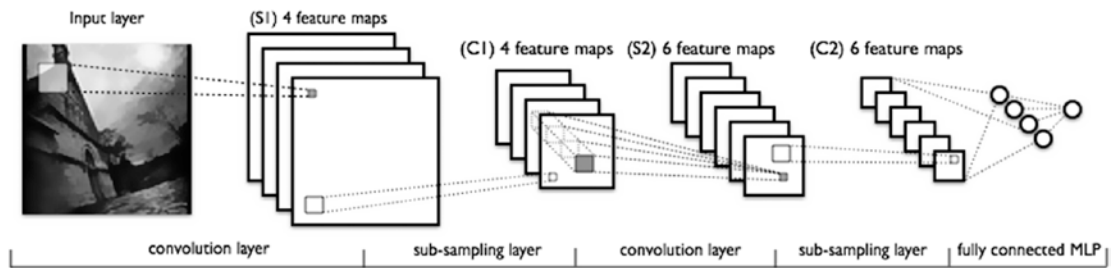 Input layer
(S1) 4 feature maps
(C1) 4 feature maps
(S2) 6 feature maps
(C2) 6 feature maps
convolution layer
sub-sampling layer
convolution layer
sub-sampling layer
fully connected MLP